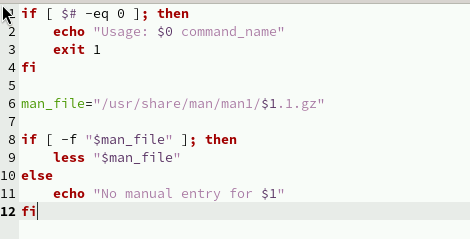 1 if [ $# -eq 0 ]; then
2     echo "Usage: $0 command_name"
3     exit 1
4 fi
5
6 man_file="/usr/share/man/man1/$1.1.gz"
7
8 if [ -f "$man_file" ]; then
9     less "$man_file"
10 else
11     echo "No manual entry for $1"
12 fi